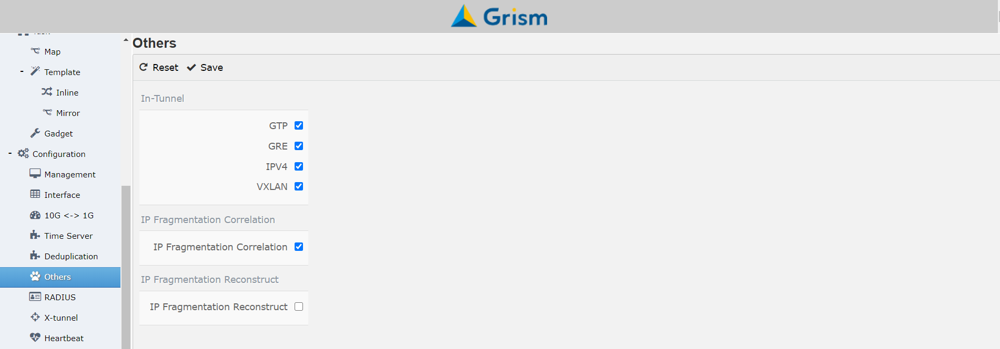 Grism
Map
- Template
Inline
Mirror
Gadget
- Configuration
Management
Interface
10G <-> 1G
Time Server
Deduplication
Others
RADIUS
X-tunnel
Heartbeat
Others
Reset Save
In-Tunnel
GTP
GRE
IPV4
VXLAN
IP Fragmentation Correlation
IP Fragmentation Correlation
IP Fragmentation Reconstruct
IP Fragmentation Reconstruct